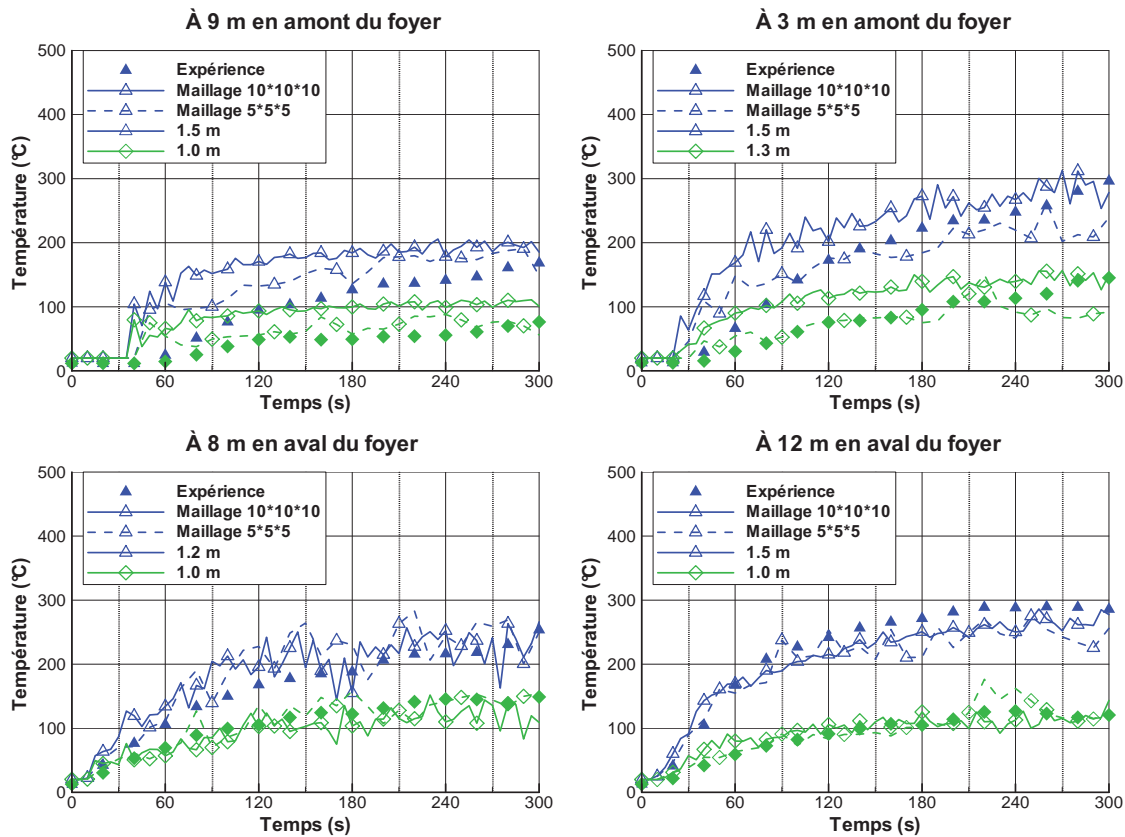 À 9 m en amont du foyer
500
400
300
200
100
0
Température (°C)
Expérience
Maillage 10*10*10
Maillage 5*5*5
1.5 m
1.0 m
0 60 120 180 240 300
Temps (s)
À 3 m en amont du foyer
500
400
300
200
100
0
Température (°C)
Expérience
Maillage 10*10*10
Maillage 5*5*5
1.5 m
1.3 m
0 60 120 180 240 300
Temps (s)
À 8 m en aval du foyer
500
400
300
200
100
0
Température (°C)
Expérience
Maillage 10*10*10
Maillage 5*5*5
1.2 m
1.0 m
0 60 120 180 240 300
Temps (s)
À 12 m en aval du foyer
500
400
300
200
100
0
Température (°C)
Expérience
Maillage 10*10*10
Maillage 5*5*5
1.5 m
1.0 m
0 60 120 180 240 300
Temps (s)